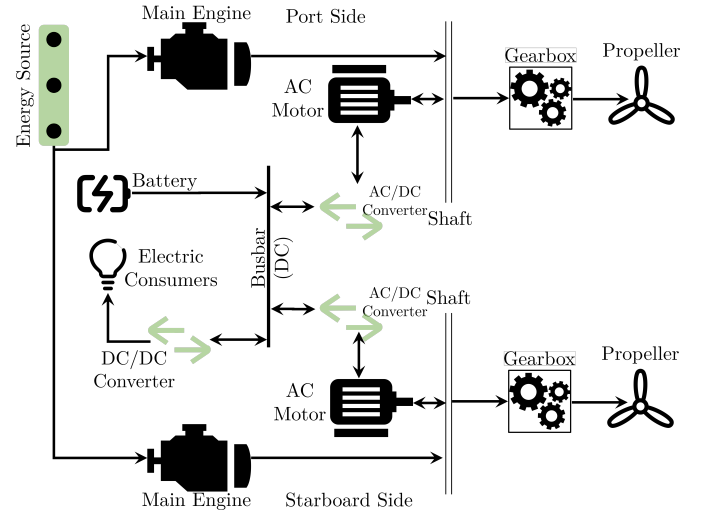 Main Engine
Port Side
Energy Source
Gearbox
Propeller
AC
Motor
Battery
AC/DC
Converter
Shaft
Electric
Consumers
Busbar
(DC)
AC/DC
Converter
Shaft
DC/DC
Converter
AC
Motor
Gearbox
Propeller
Main Engine
Starboard Side